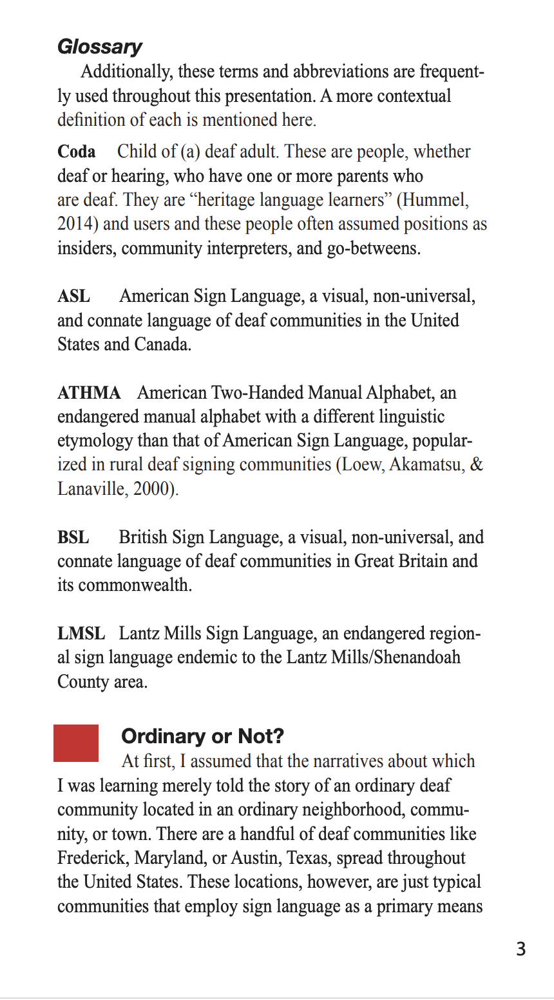 Glossary
Additionally, these terms and abbreviations are frequent-
ly used throughout this presentation. A more contextual
definition of each is mentioned here.
Coda Child of (a) deaf adult. These are people, whether
deaf or hearing, who have one or more parents who
are deaf. They are “heritage language learners” (Hummel,
2014) and users and these people often assumed positions as
insiders, community interpreters, and go-betweens.
ASL American Sign Language, a visual, non-universal,
and connate language of deaf communities in the United
States and Canada.
ATHMA American Two-Handed Manual Alphabet, an
endangered manual alphabet with a different linguistic
etymology than that of American Sign Language, popular-
ized in rural deaf signing communities (Loew, Akamatsu, &
Lanaville, 2000).
BSL British Sign Language, a visual, non-universal, and
connate language of deaf communities in Great Britain and
its commonwealth.
LMSL Lantz Mills Sign Language, an endangered region-
al sign language endemic to the Lantz Mills/Shenandoah
County area.
Ordinary or Not?
At first, I assumed that the narratives about which
I was learning merely told the story of an ordinary deaf
community located in an ordinary neighborhood, commu-
nity, or town. There are a handful of deaf communities like
Frederick, Maryland, or Austin, Texas, spread throughout
the United States. These locations, however, are just typical
communities that employ sign language as a primary means
3